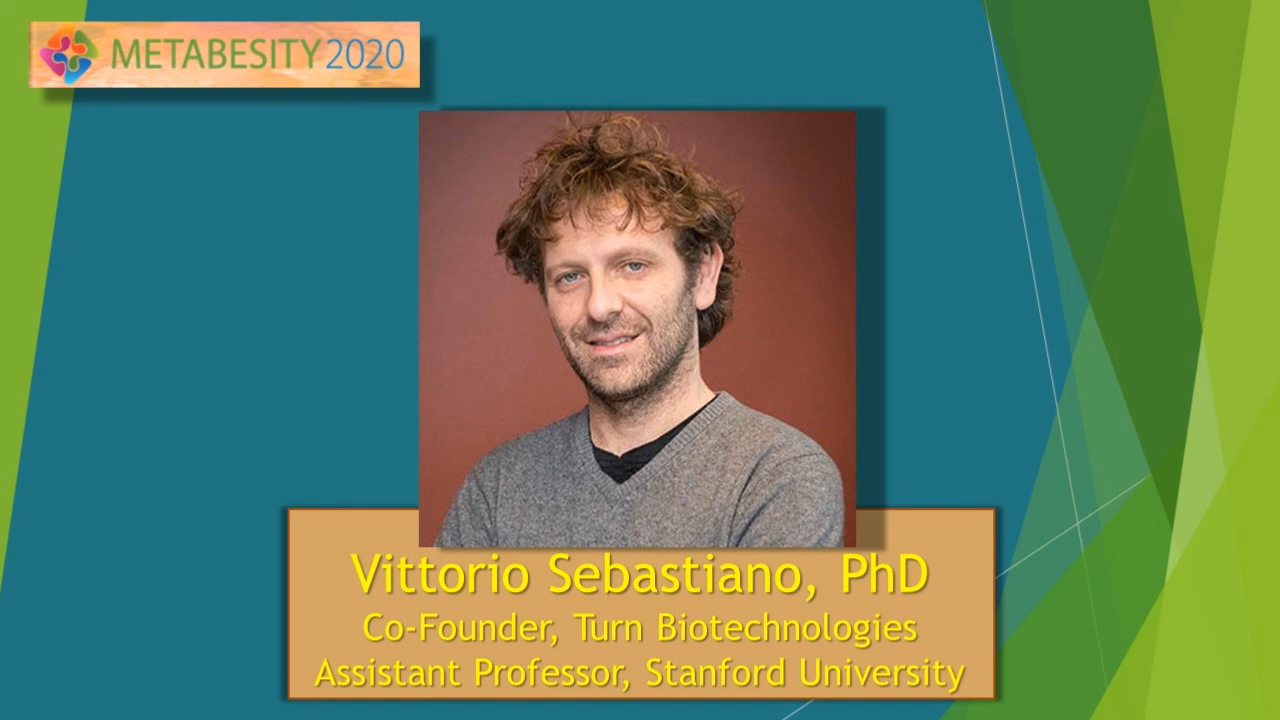 METABESITY2020
Vittorio Sebastiano, PhD
Co-Founder, Turn Biotechnologies
Assistant Professor, Stanford University